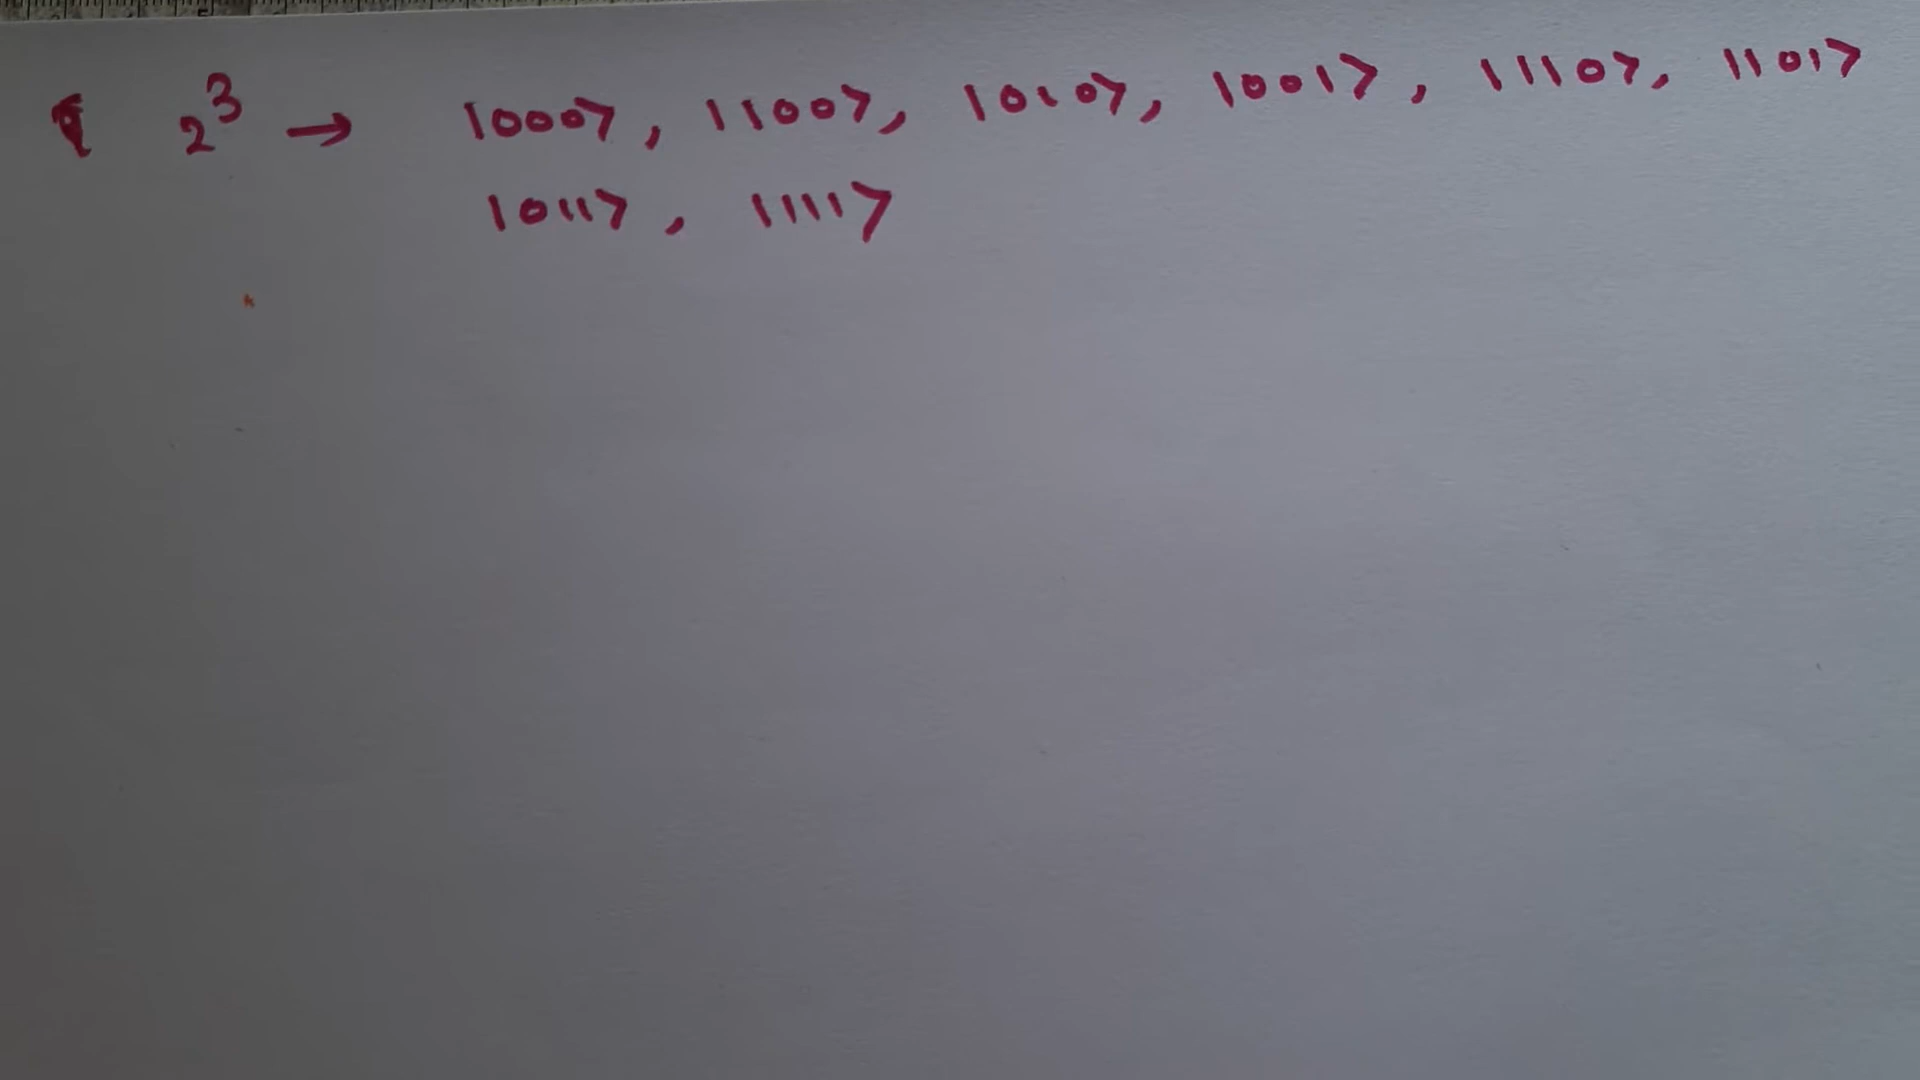 2³ → |000>, |100>, |010>, |001>, |110>, |101>
|011>, |111>